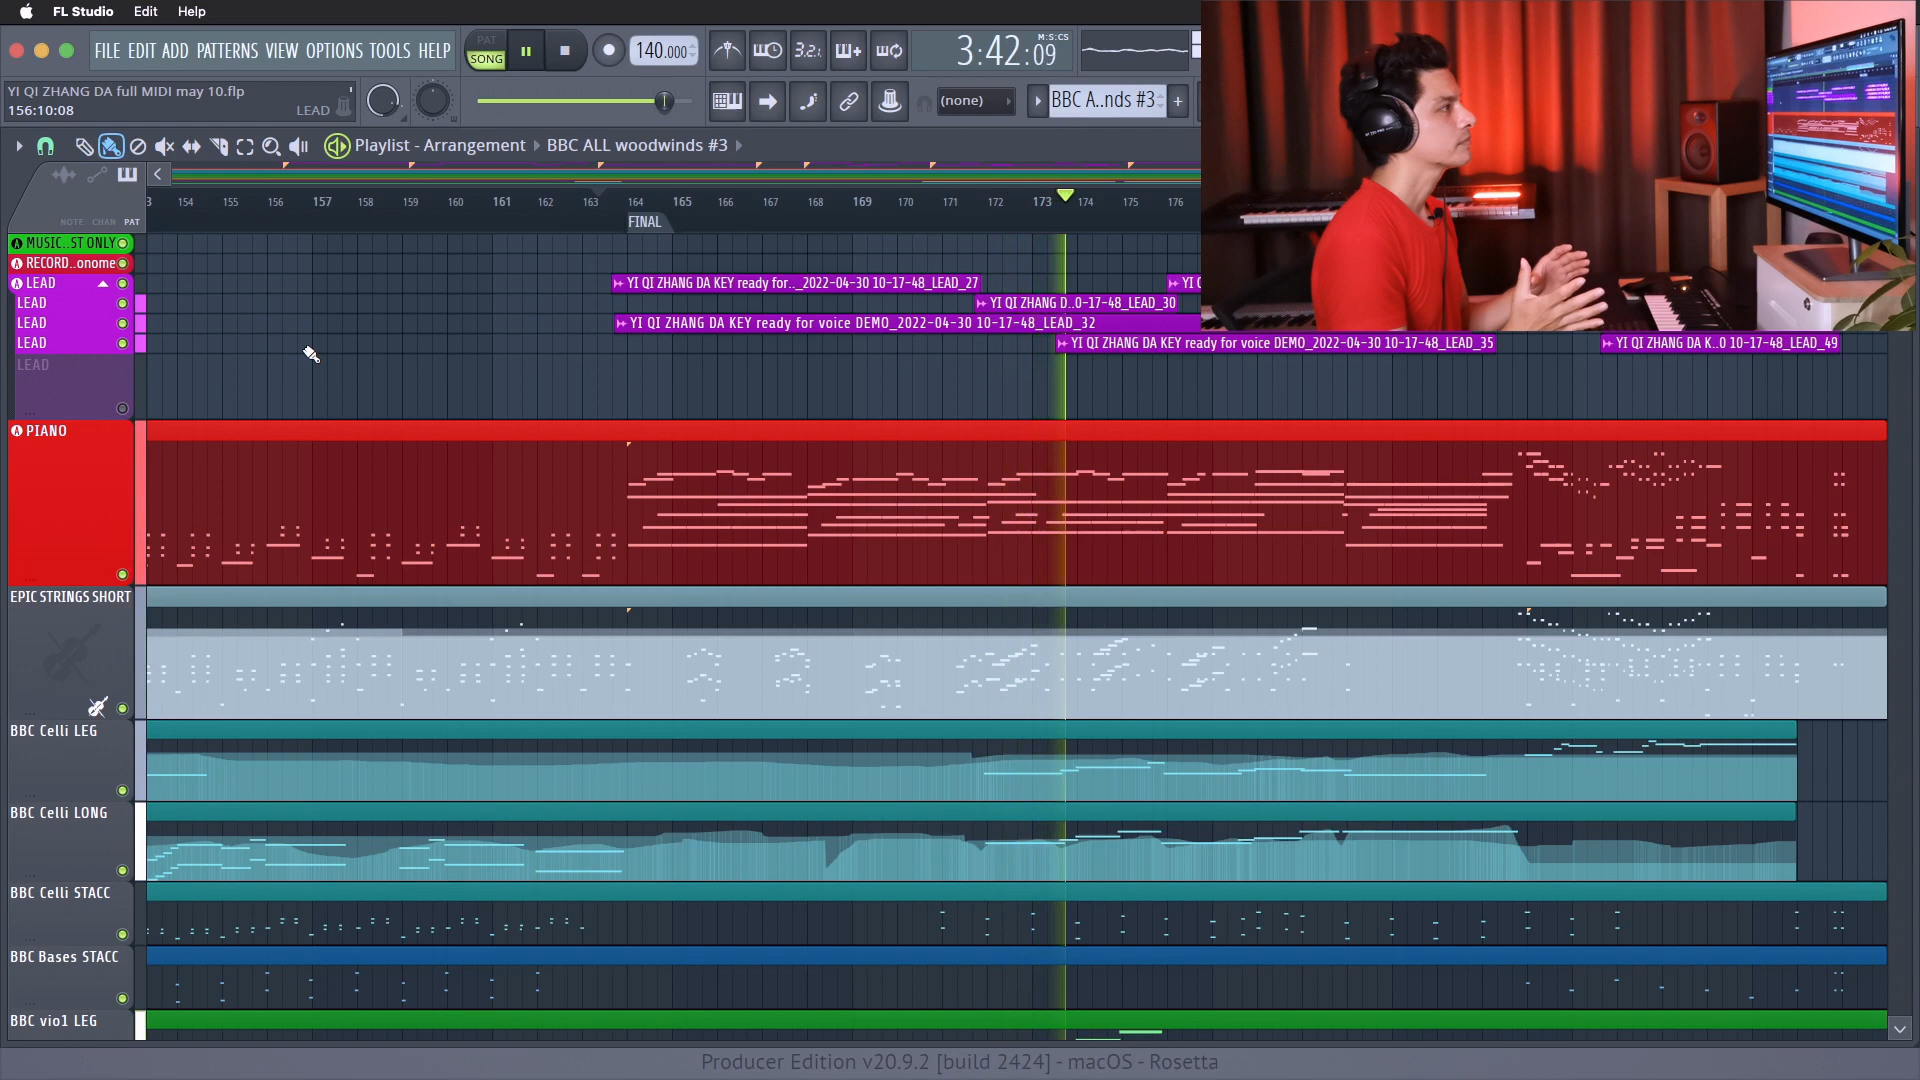 FL Studio Edit Help
FILE EDIT ADD PATTERNS VIEW OPTIONS TOOLS HELP
PAT
SONG
140.000
3:42:09
M:S:CS
YI QI ZHANG DA full MIDI may 10.flp
156:10:08
LEAD
(none)
BBC A..nds #3
Playlist - Arrangement BBC ALL woodwinds #3
NOTE CHAN PAT
3 154 155 156 157 158 159 160 161 162 163 164 165 166 167 168 169 170 171 172 173 174 175 176
FINAL
MUSIC..ST ONLY
RECORD..onome
LEAD
YI QI ZHANG DA KEY ready for.._2022-04-30 10-17-48_LEAD_27
LEAD
YI QI ZHANG D..0-17-48_LEAD_30
LEAD
YI QI ZHANG DA KEY ready for voice DEMO_2022-04-30 10-17-48_LEAD_32
LEAD
YI QI ZHANG DA KEY ready for voice DEMO_2022-04-30 10-17-48_LEAD_35
YI QI ZHANG DA K..0 10-17-48_LEAD_49
LEAD
PIANO
EPIC STRINGS SHORT
BBC Celli LEG
BBC Celli LONG
BBC Celli STACC
BBC Bases STACC
BBC vio1 LEG
Producer Edition v20.9.2 [build 2424] - macOS - Rosetta